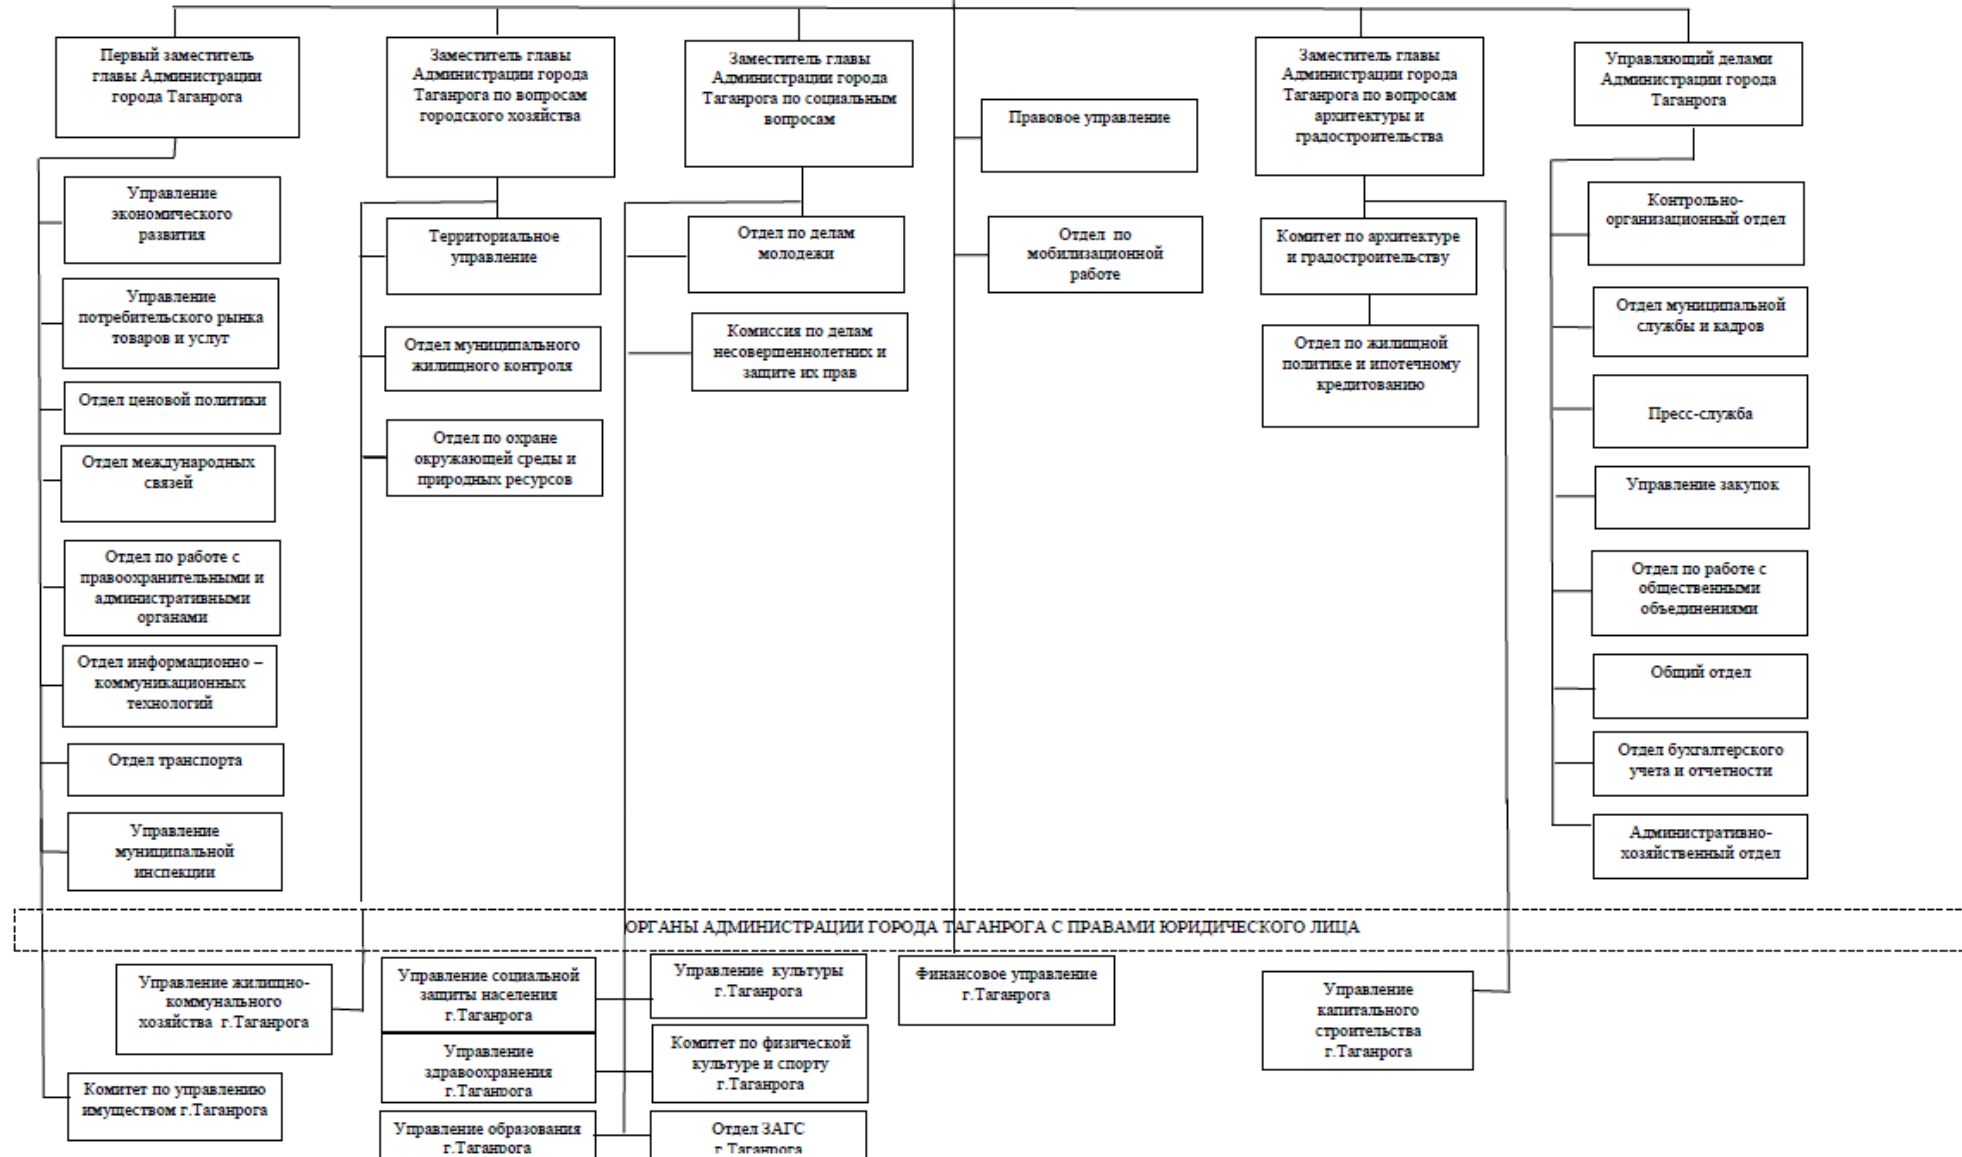 Первый заместитель
главы Администрации
города Таганрога
Заместитель главы
Администрации города
Таганрога по вопросам
городского хозяйства
Заместитель главы
Администрации города
Таганрога по социальным
вопросам
Правовое управление
Заместитель главы
Администрации города
Таганрога по вопросам
архитектуры и
градостроительства
Управляющий делами
Администрации города
Таганрога
Управление
экономического
развития
Управление
потребительского рынка
товаров и услуг
Отдел ценовой политики
Отдел международных
связей
Отдел по работе с
правоохранительными и
административными
органами
Отдел информационно –
коммуникационных
технологий
Отдел транспорта
Управление
муниципальной
инспекции
Территориальное
управление
Отдел муниципального
жилищного контроля
Отдел по охране
окружающей среды и
природных ресурсов
Отдел по делам
молодежи
Комиссия по делам
несовершеннолетних и
защите их прав
Отдел по
мобилизационной
работе
Комитет по архитектуре
и градостроительству
Отдел по жилищной
политике и ипотечному
кредитованию
Контрольно-
организационный отдел
Отдел муниципальной
службы и кадров
Пресс-служба
Управление закупок
Отдел по работе с
общественными
объединениями
Общий отдел
Отдел бухгалтерского
учета и отчетности
Административно-
хозяйственный отдел
ОРГАНЫ АДМИНИСТРАЦИИ ГОРОДА ТАГАНРОГА С ПРАВАМИ ЮРИДИЧЕСКОГО ЛИЦА
Управление жилищно-
коммунального
хозяйства г.Таганрога
Комитет по управлению
имуществом г.Таганрога
Управление социальной
защиты населения
г.Таганрога
Управление
здравоохранения
г.Таганрога
Управление образования
г.Таганрога
Управление культуры
г.Таганрога
Комитет по физической
культуре и спорту
г.Таганрога
Отдел ЗАГС
г.Таганрога
Финансовое управление
г.Таганрога
Управление
капитального
строительства
г.Таганрога